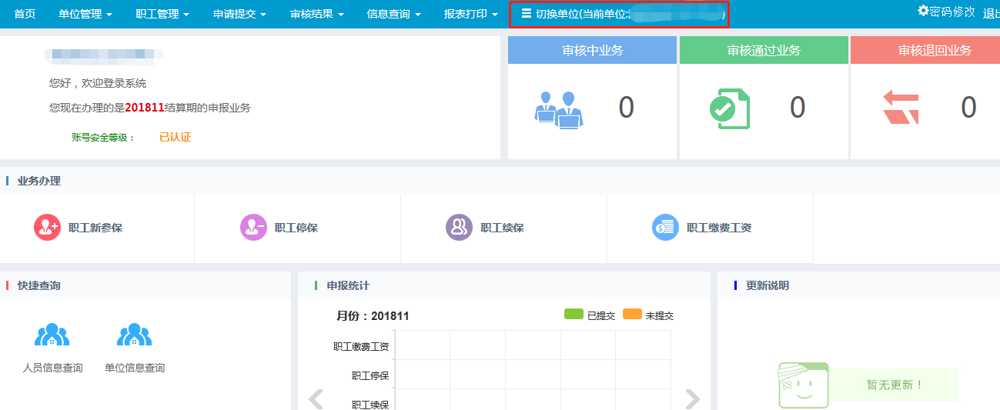 首页 单位管理 职工管理 申请提交 审核结果 信息查询 报表打印 切换单位(当前单位: ) 密码修改
审核中业务 审核通过业务 审核退回业务
您好，欢迎登录系统
您现在办理的是201811结算期的申报业务
0 0 0
账号安全等级： 已认证
业务办理
职工新参保 职工停保 职工续保 职工缴费工资
快捷查询
人员信息查询 单位信息查询
申报统计
月份：201811 已提交 未提交
职工缴费工资
职工停保
职工续保
更新说明
暂无更新！